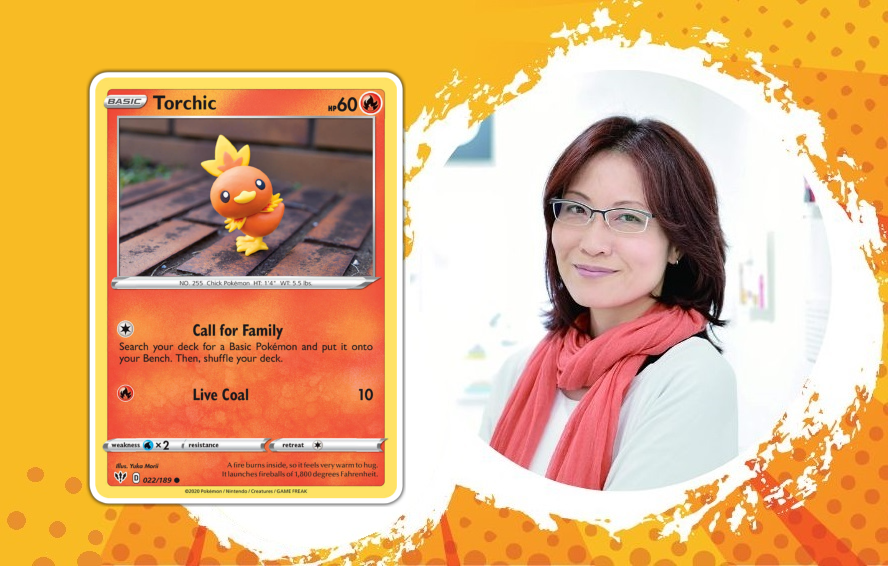 BASIC Torchic HP 60
NO. 255 Chick Pokémon HT: 1'4" WT: 5.5 lbs.
Call for Family
Search your deck for a Basic Pokémon and put it onto
your Bench. Then, shuffle your deck.
Live Coal 10
weakness ×2 resistance retreat
Illus. Yuka Morii
A fire burns inside, so it feels very warm to hug.
It launches fireballs of 1,800 degrees Fahrenheit.
D 022/189
©2020 Pokémon / Nintendo / Creatures / GAME FREAK